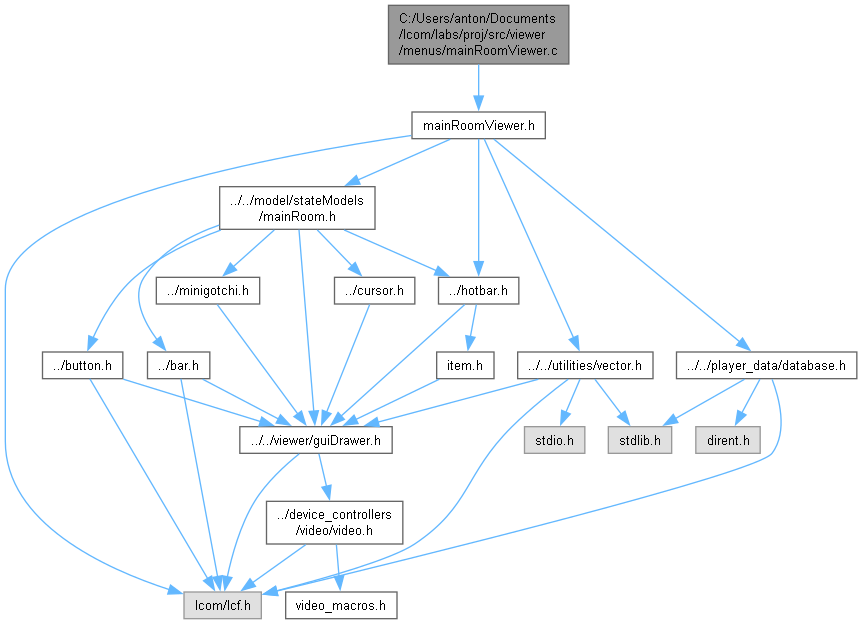 C:/Users/anton/Documents
/lcom/labs/proj/src/viewer
/menus/mainRoomViewer.c
mainRoomViewer.h
../../model/stateModels
/mainRoom.h
../minigotchi.h
../cursor.h
../hotbar.h
../button.h
../bar.h
item.h
../../utilities/vector.h
../../player_data/database.h
../../viewer/guiDrawer.h
stdio.h
stdlib.h
dirent.h
../device_controllers
/video/video.h
lcom/lcf.h
video_macros.h